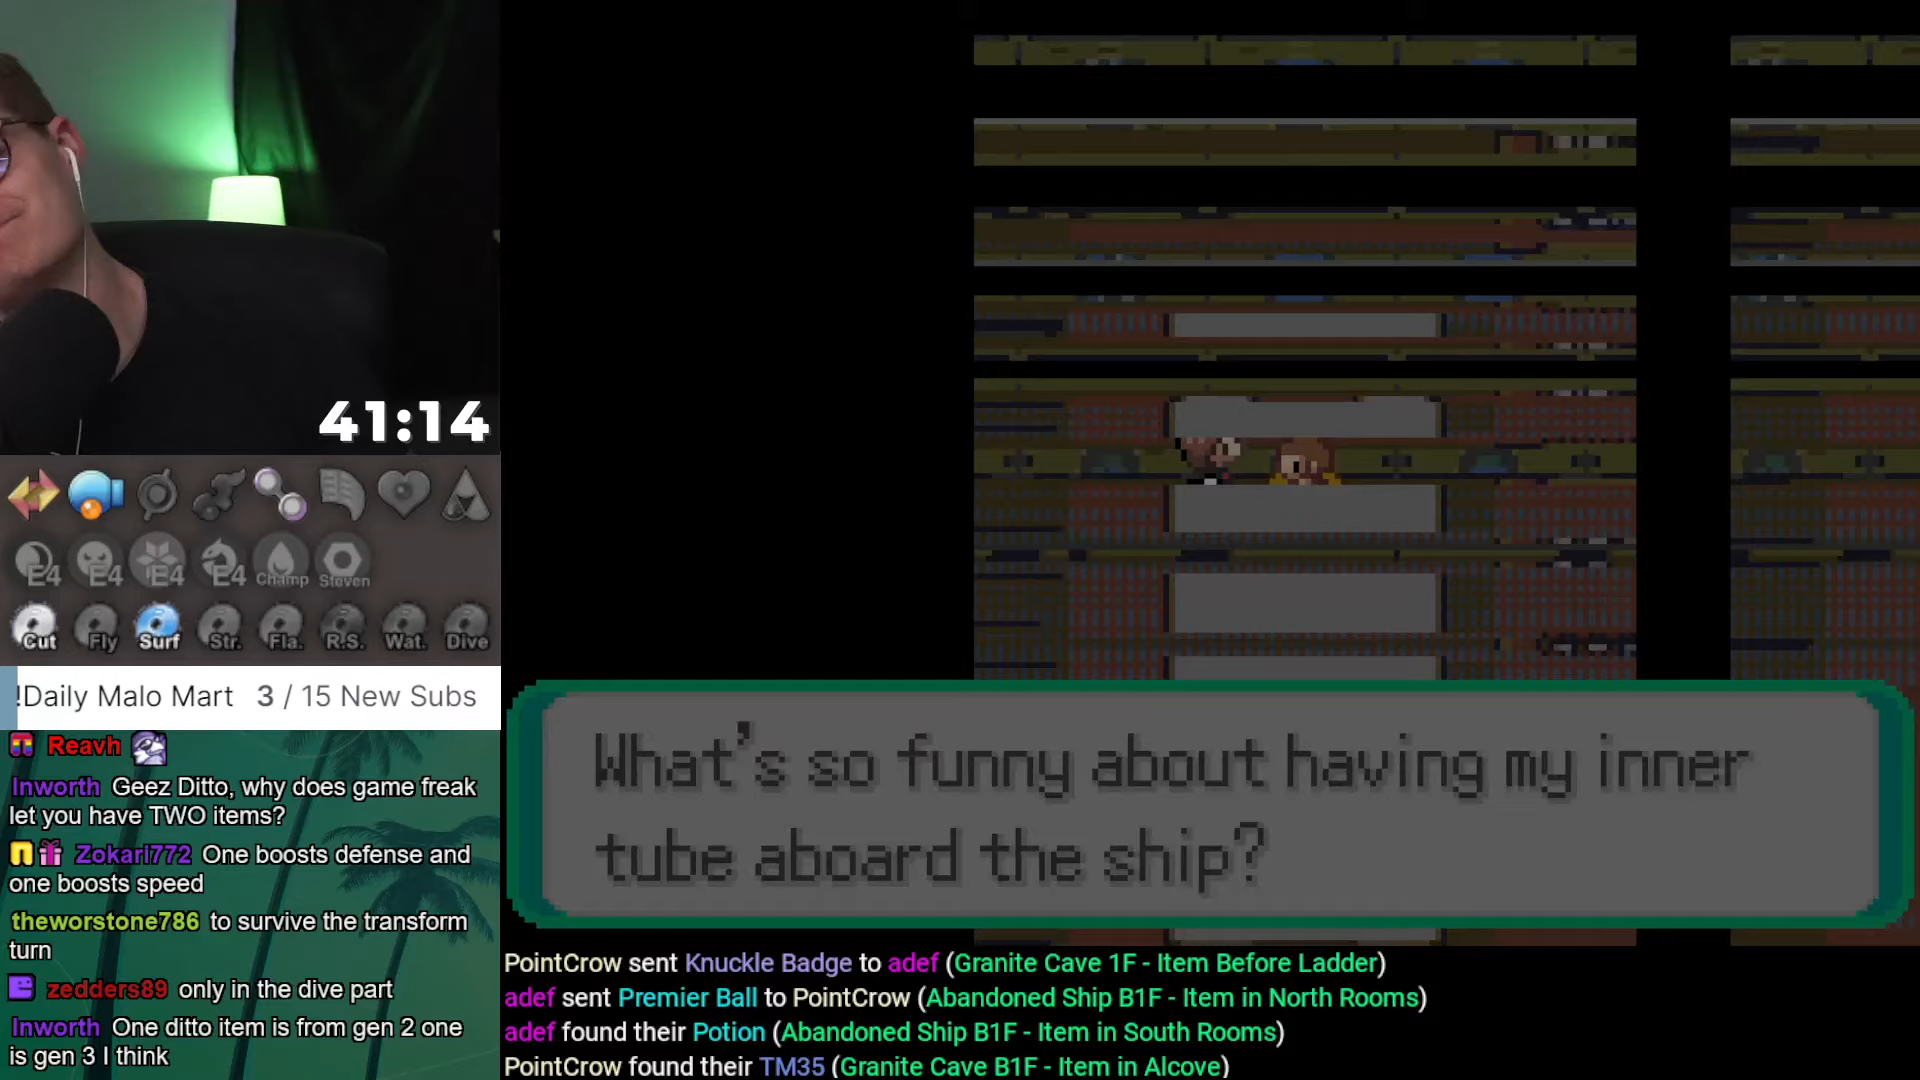 41:14
E4 E4 E4 E4 Champ Steven
Cut Fly Surf Str. Fla. R.S. Wat. Dive
!Daily Malo Mart 3 / 15 New Subs
Reavh
Inworth Geez Ditto, why does game freak
let you have TWO items?
Zokari772 One boosts defense and
one boosts speed
theworstone786 to survive the transform
turn
zedders89 only in the dive part
Inworth One ditto item is from gen 2 one
is gen 3 I think
What's so funny about having my inner
tube aboard the ship?
PointCrow sent Knuckle Badge to adef (Granite Cave 1F - Item Before Ladder)
adef sent Premier Ball to PointCrow (Abandoned Ship B1F - Item in North Rooms)
adef found their Potion (Abandoned Ship B1F - Item in South Rooms)
PointCrow found their TM35 (Granite Cave B1F - Item in Alcove)